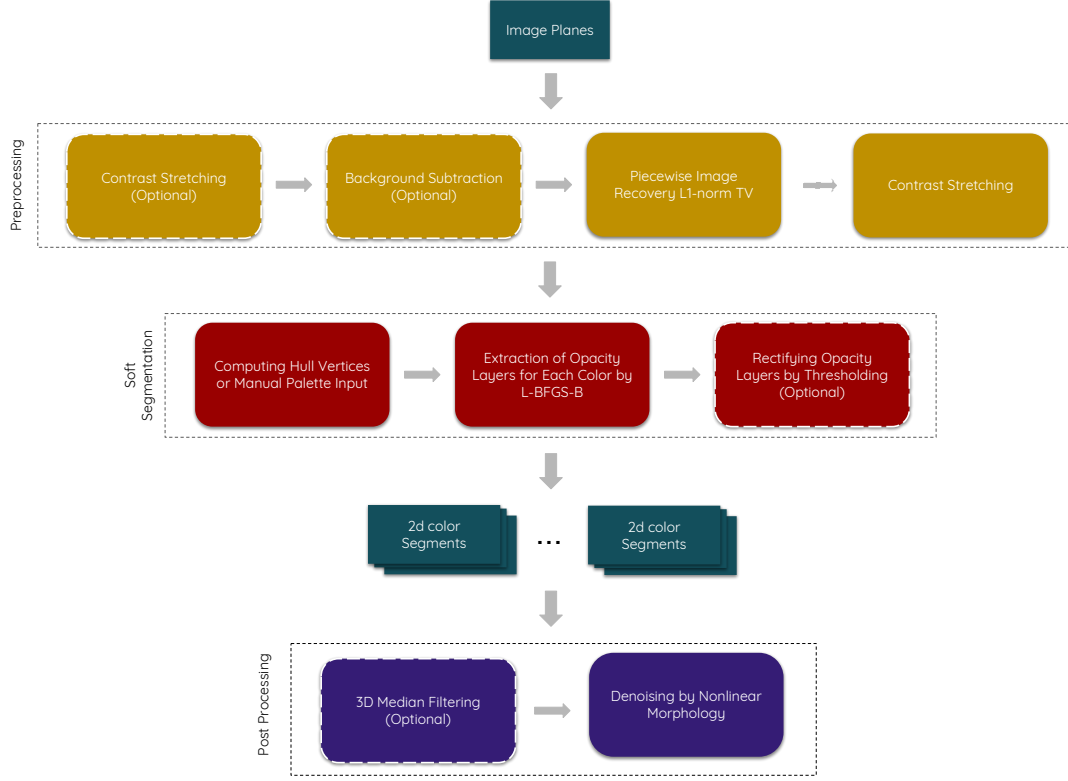 Image Planes
Preprocessing
Contrast Stretching
(Optional)
Background Subtraction
(Optional)
Piecewise Image
Recovery L1-norm TV
Contrast Stretching
Soft
Segmentation
Computing Hull Vertices
or Manual Palette Input
Extraction of Opacity
Layers for Each Color by
L-BFGS-B
Rectifying Opacity
Layers by Thresholding
(Optional)
2d color
Segments
...
2d color
Segments
Post Processing
3D Median Filtering
(Optional)
Denoising by Nonlinear
Morphology